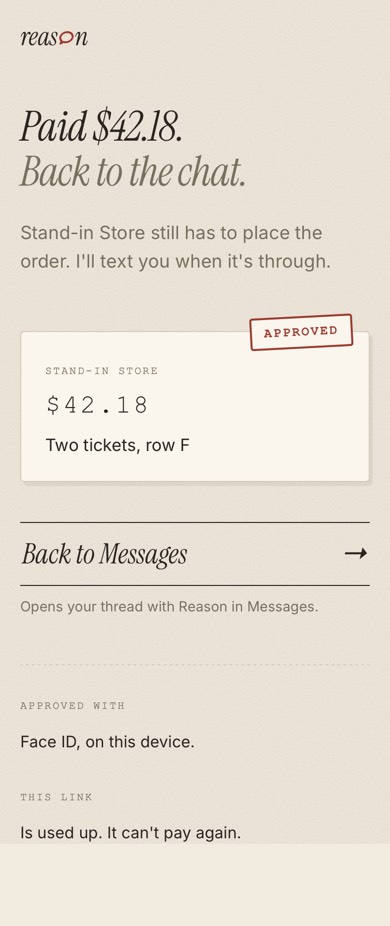 reason
Paid $42.18.
Back to the chat.
Stand-in Store still has to place the
order. I'll text you when it's through.
APPROVED
STAND-IN STORE
$42.18
Two tickets, row F
Back to Messages →
Opens your thread with Reason in Messages.
APPROVED WITH
Face ID, on this device.
THIS LINK
Is used up. It can't pay again.